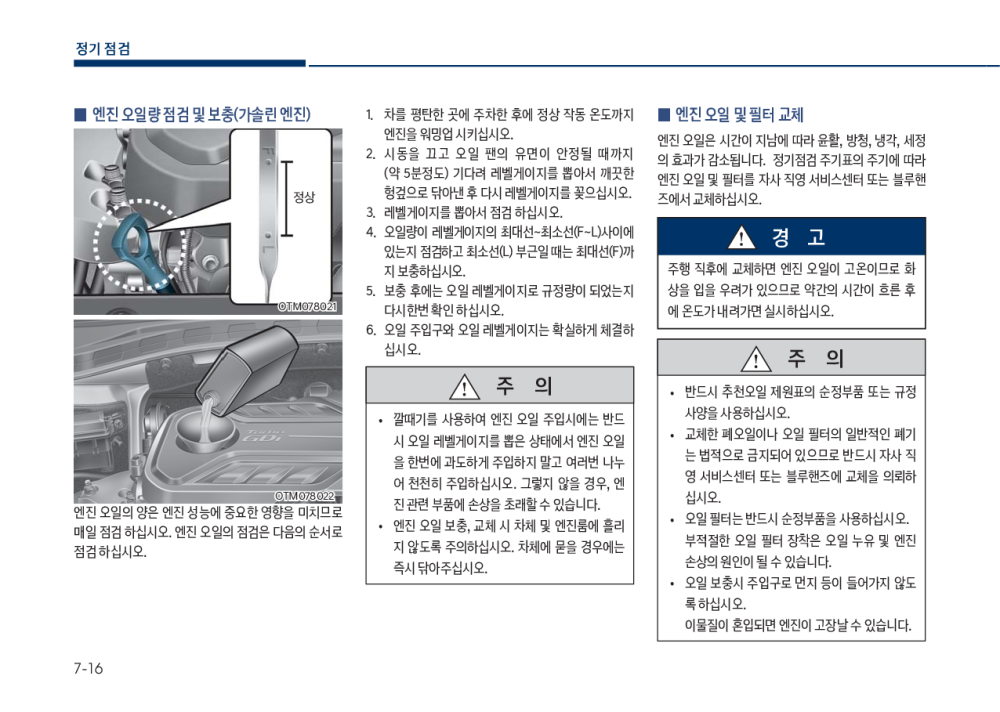 정기 점검
■ 엔진 오일량 점검 및 보충(가솔린 엔진)
F
정상
L
OTM078021
Turbo
GDi
OTM078022
엔진 오일의 양은 엔진 성능에 중요한 영향을 미치므로
매일 점검 하십시오. 엔진 오일의 점검은 다음의 순서로
점검 하십시오.
1. 차를 평탄한 곳에 주차한 후에 정상 작동 온도까지
엔진을 워밍업 시키십시오.
2. 시동을 끄고 오일 팬의 유면이 안정될 때까지
(약 5분정도) 기다려 레벨게이지를 뽑아서 깨끗한
헝겊으로 닦아낸 후 다시 레벨게이지를 꽂으십시오.
3. 레벨게이지를 뽑아서 점검 하십시오.
4. 오일량이 레벨게이지의 최대선~최소선(F~L)사이에
있는지 점검하고 최소선(L) 부근일 때는 최대선(F)까
지 보충하십시오.
5. 보충 후에는 오일 레벨게이지로 규정량이 되었는지
다시한번 확인 하십시오.
6. 오일 주입구와 오일 레벨게이지는 확실하게 체결하
십시오.
주 의
• 깔때기를 사용하여 엔진 오일 주입시에는 반드
시 오일 레벨게이지를 뽑은 상태에서 엔진 오일
을 한번에 과도하게 주입하지 말고 여러번 나누
어 천천히 주입하십시오. 그렇지 않을 경우, 엔
진 관련 부품에 손상을 초래할 수 있습니다.
• 엔진 오일 보충, 교체 시 차체 및 엔진룸에 흘리
지 않도록 주의하십시오. 차체에 묻을 경우에는
즉시 닦아주십시오.
■ 엔진 오일 및 필터 교체
엔진 오일은 시간이 지남에 따라 윤활, 방청, 냉각, 세정
의 효과가 감소됩니다. 정기점검 주기표의 주기에 따라
엔진 오일 및 필터를 자사 직영 서비스센터 또는 블루핸
즈에서 교체하십시오.
경 고
주행 직후에 교체하면 엔진 오일이 고온이므로 화
상을 입을 우려가 있으므로 약간의 시간이 흐른 후
에 온도가 내려가면 실시하십시오.
주 의
• 반드시 추천오일 제원표의 순정부품 또는 규정
사양을 사용하십시오.
• 교체한 폐오일이나 오일 필터의 일반적인 폐기
는 법적으로 금지되어 있으므로 반드시 자사 직
영 서비스센터 또는 블루핸즈에 교체을 의뢰하
십시오.
• 오일 필터는 반드시 순정부품을 사용하십시오.
부적절한 오일 필터 장착은 오일 누유 및 엔진
손상의 원인이 될 수 있습니다.
• 오일 보충시 주입구로 먼지 등이 들어가지 않도
록 하십시오.
이물질이 혼입되면 엔진이 고장날 수 있습니다.
7-16